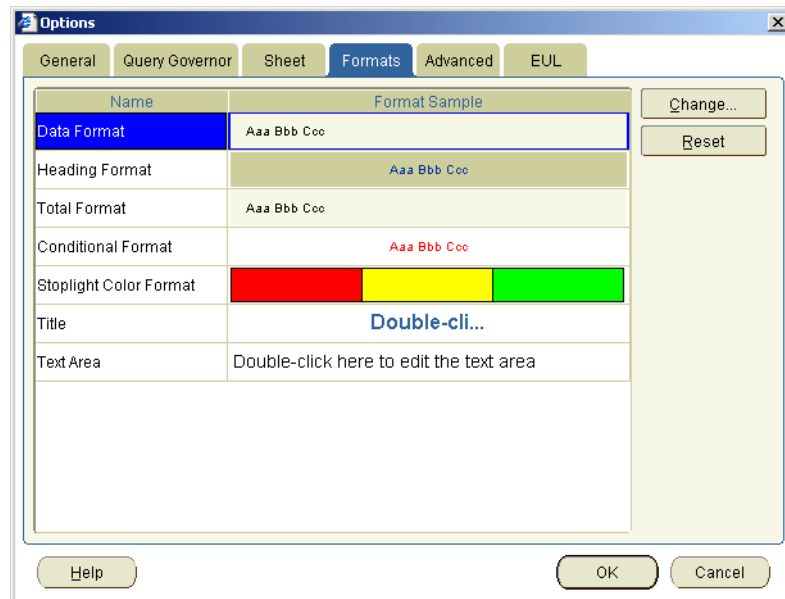 Options
General Query Governor Sheet Formats Advanced EUL
Name Format Sample
Change...
Data Format Aaa Bbb Ccc
Reset
Heading Format Aaa Bbb Ccc
Total Format Aaa Bbb Ccc
Conditional Format Aaa Bbb Ccc
Stoplight Color Format
Title Double-cli...
Text Area Double-click here to edit the text area
Help OK Cancel